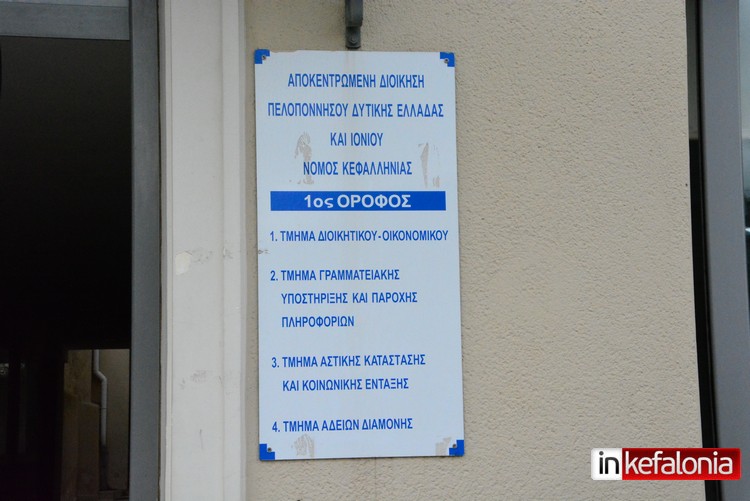 ΑΠΟΚΕΝΤΡΩΜΕΝΗ ΔΙΟΙΚΗΣΗ
ΠΕΛΟΠΟΝΝΗΣΟΥ ΔΥΤΙΚΗΣ ΕΛΛΑΔΑΣ
ΚΑΙ ΙΟΝΙΟΥ
ΝΟΜΟΣ ΚΕΦΑΛΛΗΝΙΑΣ
1ος ΟΡΟΦΟΣ
1. ΤΜΗΜΑ ΔΙΟΙΚΗΤΙΚΟΥ-ΟΙΚΟΝΟΜΙΚΟΥ
2. ΤΜΗΜΑ ΓΡΑΜΜΑΤΕΙΑΚΗΣ
ΥΠΟΣΤΗΡΙΞΗΣ ΚΑΙ ΠΑΡΟΧΗΣ
ΠΛΗΡΟΦΟΡΙΩΝ
3. ΤΜΗΜΑ ΑΣΤΙΚΗΣ ΚΑΤΑΣΤΑΣΗΣ
ΚΑΙ ΚΟΙΝΩΝΙΚΗΣ ΕΝΤΑΞΗΣ
4. ΤΜΗΜΑ ΑΔΕΙΩΝ ΔΙΑΜΟΝΗΣ
inkefalonia